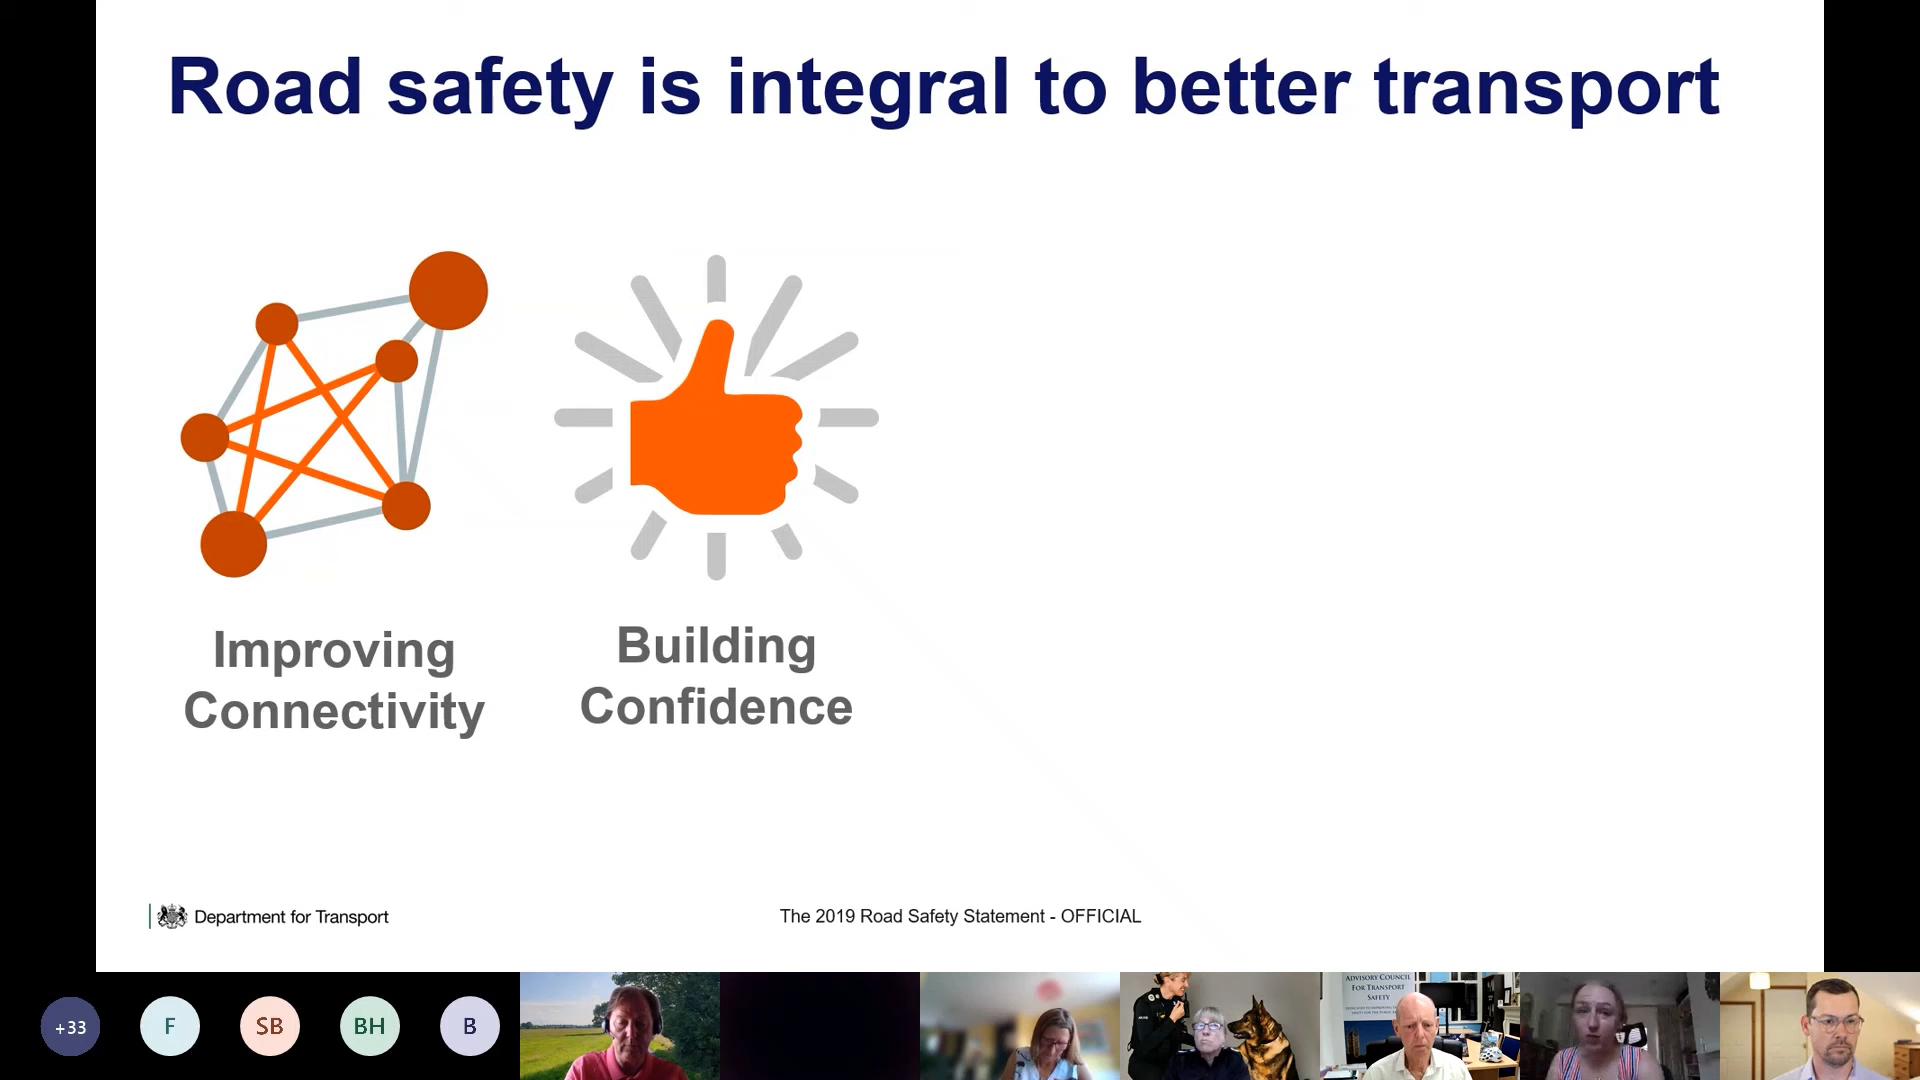 Road safety is integral to better transport
Improving
Connectivity
Building
Confidence
Department for Transport
The 2019 Road Safety Statement - OFFICIAL
+33
F
SB
BH
B
ADVISORY COUNCIL
FOR TRANSPORT
SAFETY